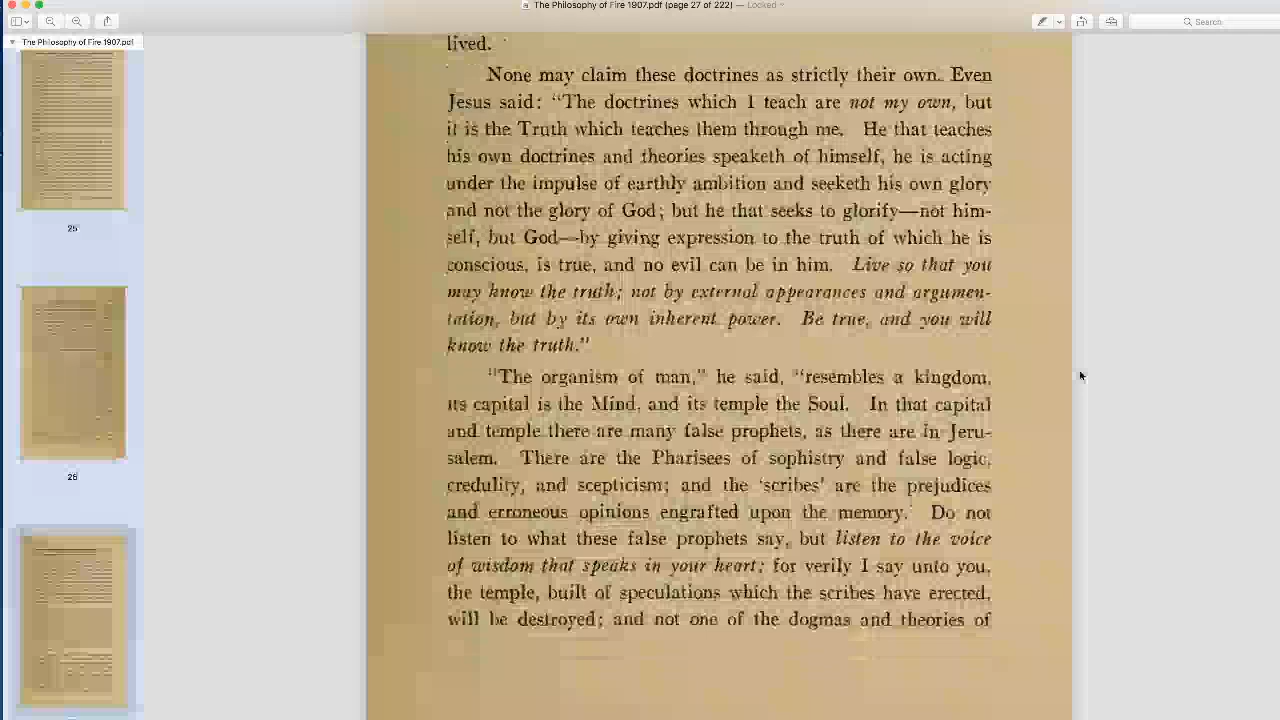 The Philosophy of Fire 1907.pdf (page 27 of 222) — Locked
Search
The Philosophy of Fire 1907.pdf
25
26
lived.
None may claim these doctrines as strictly their own. Even
Jesus said: "The doctrines which I teach are not my own, but
it is the Truth which teaches them through me. He that teaches
his own doctrines and theories speaketh of himself, he is acting
under the impulse of earthly ambition and seeketh his own glory
and not the glory of God; but he that seeks to glorify—not him-
self, but God—by giving expression to the truth of which he is
conscious, is true, and no evil can be in him. Live so that you
may know the truth; not by external appearances and argumen-
tation, but by its own inherent power. Be true, and you will
know the truth."
"The organism of man," he said, "resembles a kingdom,
its capital is the Mind, and its temple the Soul. In that capital
and temple there are many false prophets, as there are in Jeru-
salem. There are the Pharisees of sophistry and false logic,
credulity, and scepticism; and the 'scribes' are the prejudices
and erroneous opinions engrafted upon the memory. Do not
listen to what these false prophets say, but listen to the voice
of wisdom that speaks in your heart; for verily I say unto you,
the temple, built of speculations which the scribes have erected,
will be destroyed; and not one of the dogmas and theories of